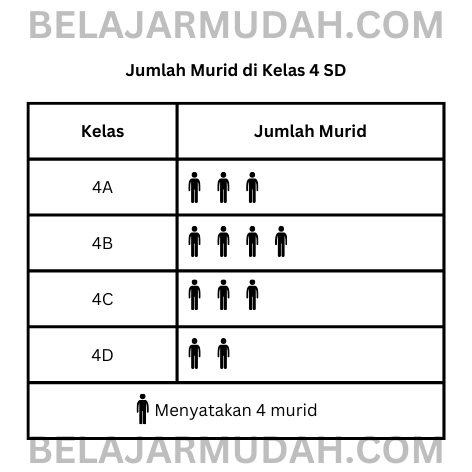 BELAJARMUDAH.COM
Jumlah Murid di Kelas 4 SD
Kelas Jumlah Murid
4A
4B
4C
4D
Menyatakan 4 murid
BELAJARMUDAH.COM